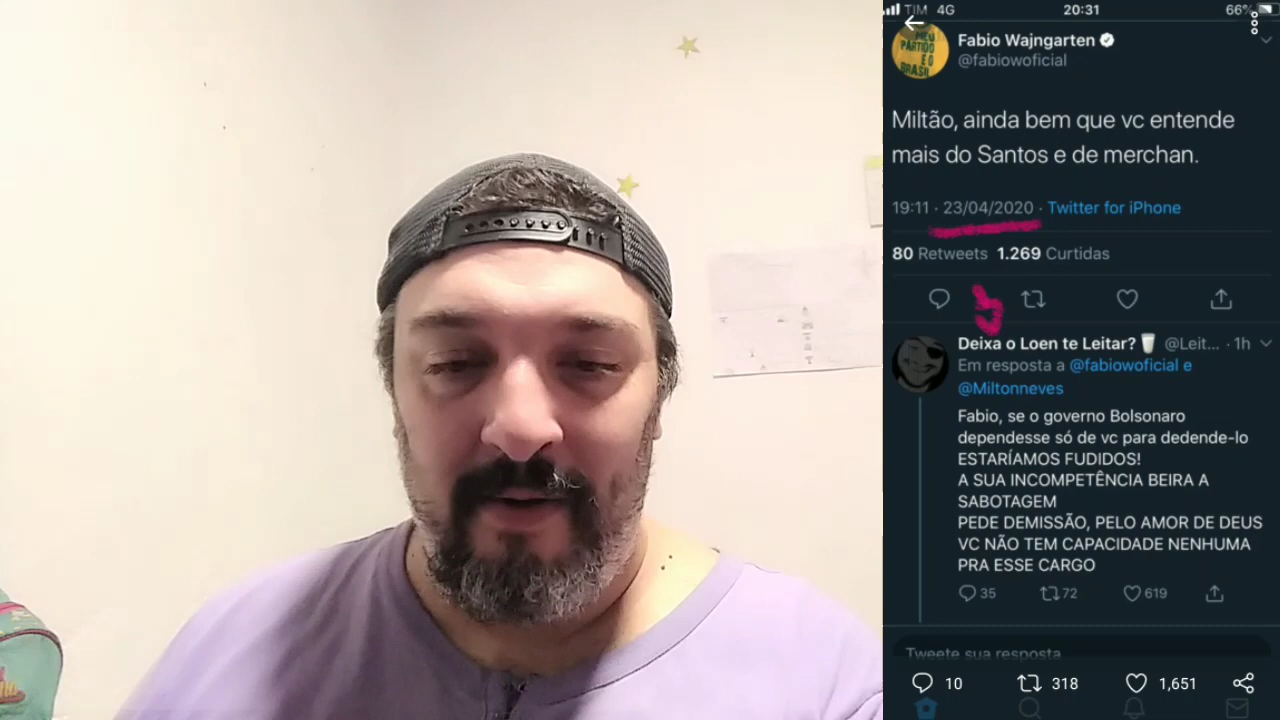 TIM 4G 20:31 66%
MEU
PARTIDO
É O
BRASIL
Fabio Wajngarten
@fabiowoficial
Miltão, ainda bem que vc entende
mais do Santos e de merchan.
19:11 · 23/04/2020 · Twitter for iPhone
80 Retweets 1.269 Curtidas
Deixa o Loen te Leitar? @Leit... · 1h
Em resposta a @fabiowoficial e
@Miltonneves
Fabio, se o governo Bolsonaro
dependesse só de vc para dedende-lo
ESTARÍAMOS FUDIDOS!
A SUA INCOMPETÊNCIA BEIRA A
SABOTAGEM
PEDE DEMISSÃO, PELO AMOR DE DEUS
VC NÃO TEM CAPACIDADE NENHUMA
PRA ESSE CARGO
35 72 619
Tweete sua resposta
10 318 1,651